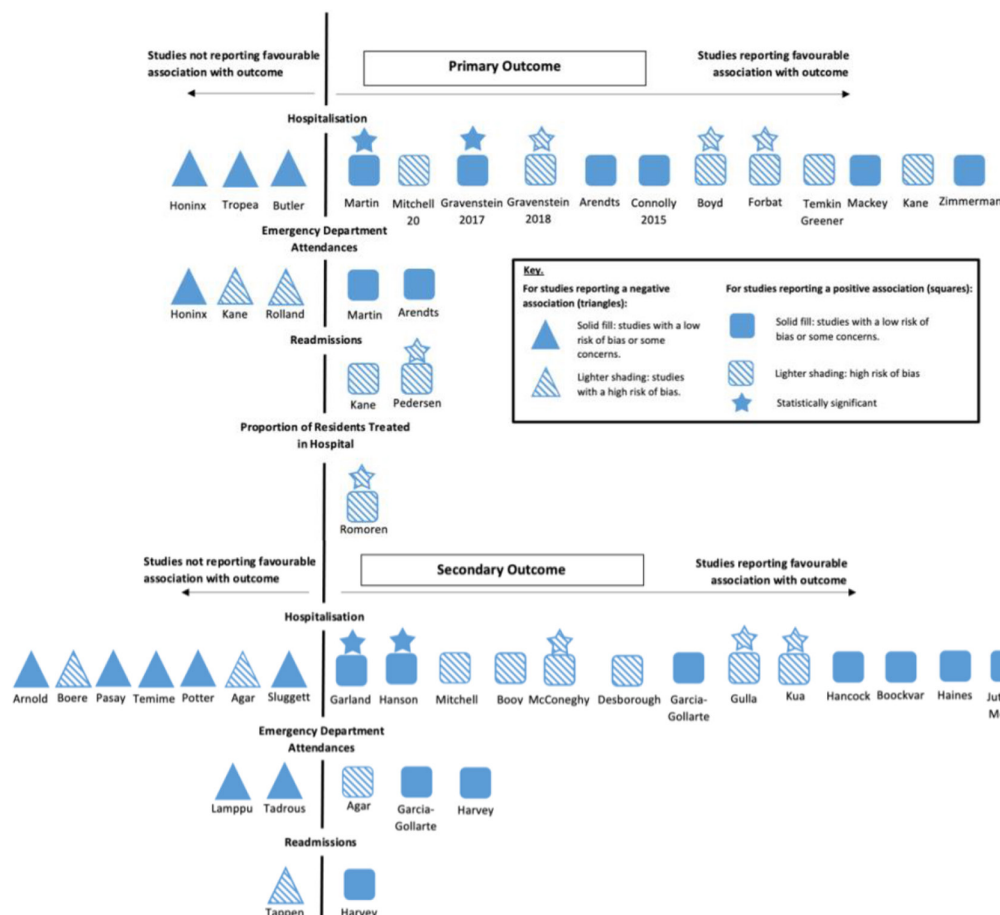 Studies not reporting favourable
association with outcome
Primary Outcome
Studies reporting favourable
association with outcome
Hospitalisation
Honinx
Tropea
Butler
Martin
Mitchell
20
Gravenstein
2017
Gravenstein
2018
Arendts
Connolly
2015
Boyd
Forbat
Temkin
Greener
Mackey
Kane
Zimmerman
Emergency Department
Attendances
Honinx
Kane
Rolland
Martin
Arendts
Key.
For studies reporting a negative
association (triangles):
Solid fill: studies with a low
risk of bias or some
concerns.
Lighter shading: studies
with a high risk of bias.
For studies reporting a positive association (squares):
Solid fill: studies with a low risk of
bias or some concerns.
Lighter shading: high risk of bias
Statistically significant
Readmissions
Kane
Pedersen
Proportion of Residents Treated
in Hospital
Romoren
Studies not reporting favourable
association with outcome
Secondary Outcome
Studies reporting favourable
association with outcome
Hospitalisation
Arnold
Boere
Pasay
Temime
Potter
Agar
Sluggett
Garland
Hanson
Mitchell
Booy
McConeghy
Desborough
Garcia-
Gollarte
Gulla
Kua
Hancock
Boockvar
Haines
Emergency Department
Attendances
Lamppu
Tadrous
Agar
Garcia-
Gollarte
Harvey
Readmissions
Tappen
Harvey